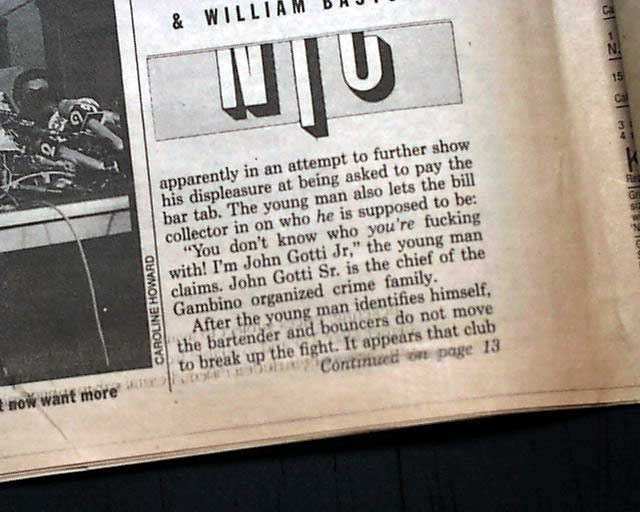 & WILLIAM
apparently in an attempt to further show
his displeasure at being asked to pay the
bar tab. The young man also lets the bill
collector in on who he is supposed to be:
"You don't know who you're fucking
with! I'm John Gotti Jr," the young man
claims. John Gotti Sr. is the chief of the
Gambino organized crime family.
After the young man identifies himself,
the bartender and bouncers do not move
to break up the fight. It appears that club
Continued on page 13
CAROLINE HOWARD
now want more
15
3
4